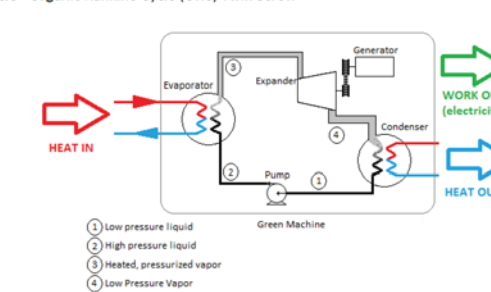 Generator
3
Evaporator
Expander
WORK
(electrici
4
Condenser
HEAT IN
HEAT
2
Pump
1
Green Machine
1 Low pressure liquid
2 High pressure liquid
3 Heated, pressurized vapor
4 Low Pressure Vapor